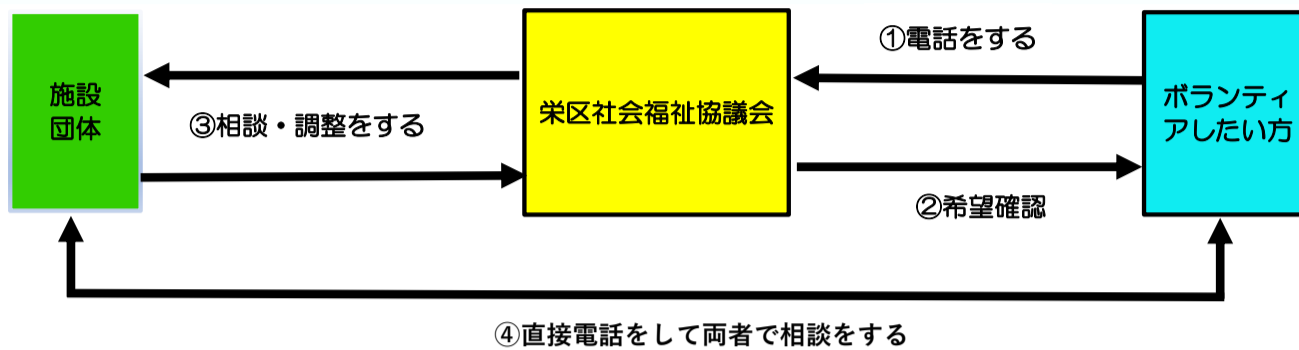 ①電話をする
施設
団体
③相談・調整をする
栄区社会福祉協議会
ボランティ
アしたい方
②希望確認
④直接電話をして両者で相談をする